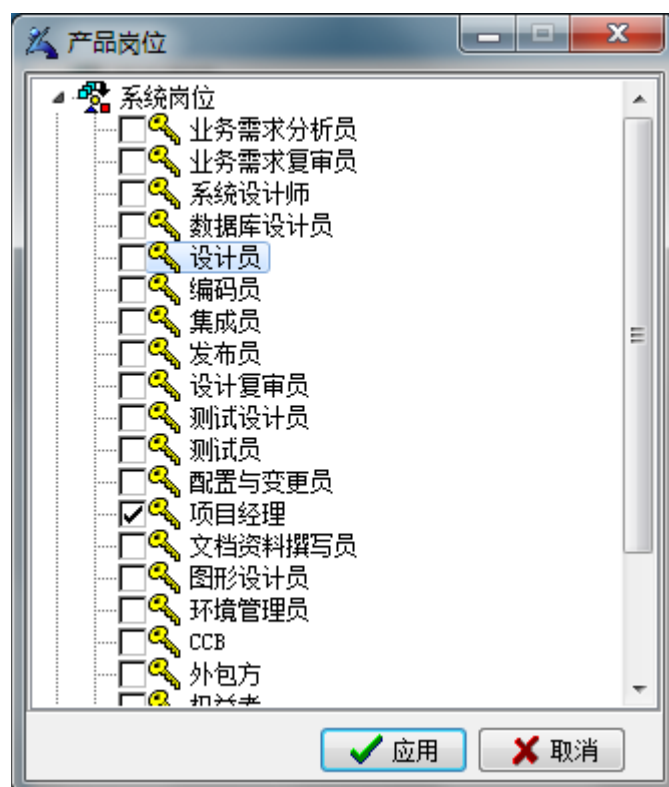 产品岗位
系统岗位
业务需求分析员
业务需求复审员
系统设计师
数据库设计员
设计员
编码员
集成员
发布员
设计复审员
测试设计员
测试员
配置与变更员
项目经理
文档资料撰写员
图形设计员
环境管理员
CCB
外包方
应用
取消